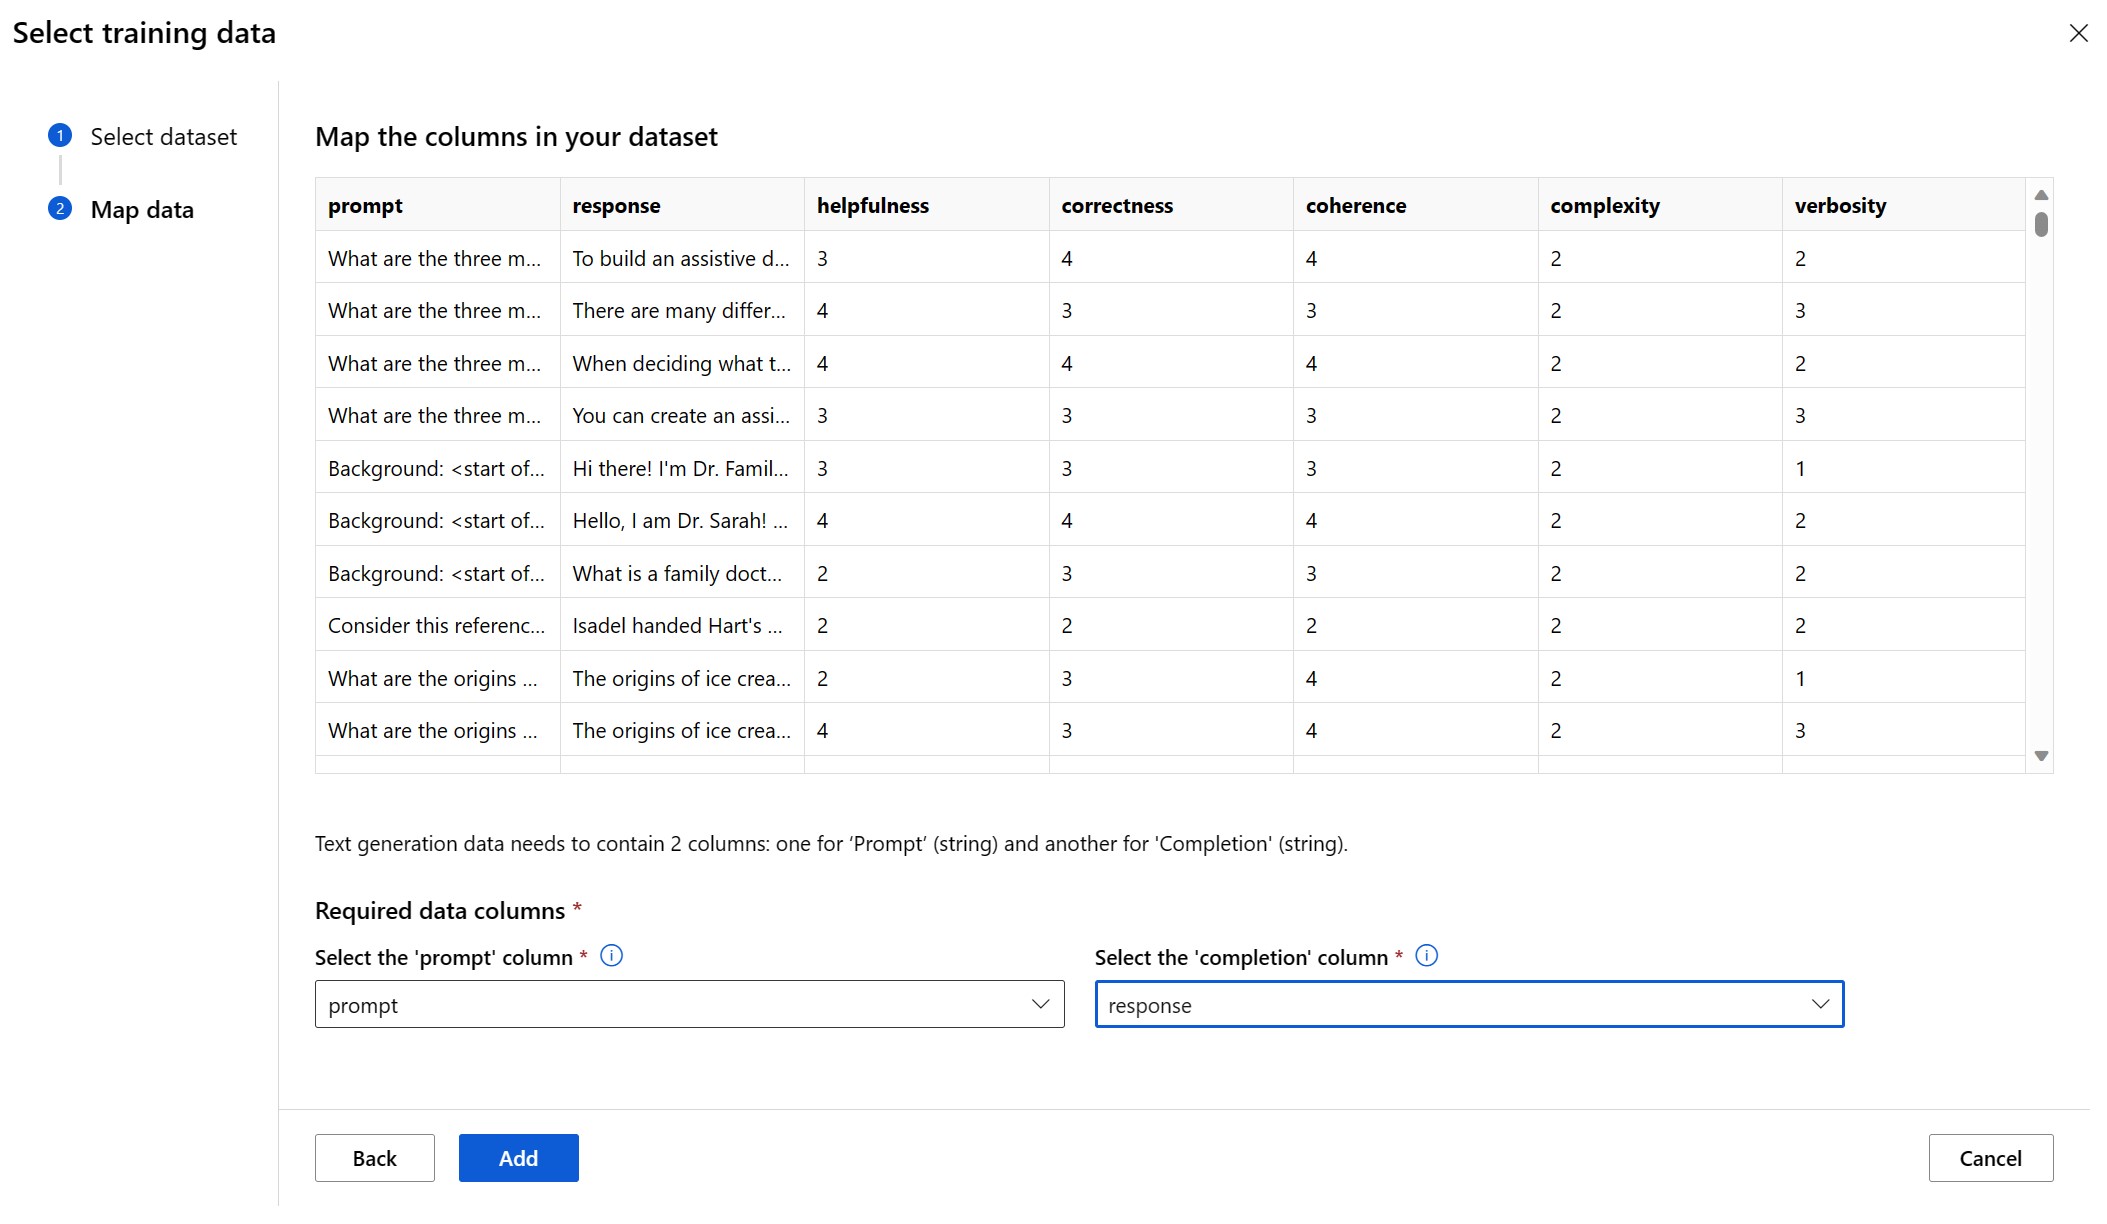 Select training data
1 Select dataset
2 Map data
Map the columns in your dataset
prompt response helpfulness correctness coherence complexity verbosity
What are the three m... To build an assistive d... 3 4 4 2 2
What are the three m... There are many differ... 4 3 3 2 3
What are the three m... When deciding what t... 4 4 4 2 2
What are the three m... You can create an assi... 3 3 3 2 3
Background: <start of... Hi there! I'm Dr. Famil... 3 3 3 2 1
Background: <start of... Hello, I am Dr. Sarah! ... 4 4 4 2 2
Background: <start of... What is a family doct... 2 3 3 2 2
Consider this referenc... Isadel handed Hart's ... 2 2 2 2 2
What are the origins ... The origins of ice crea... 2 3 4 2 1
What are the origins ... The origins of ice crea... 4 3 4 2 3
Text generation data needs to contain 2 columns: one for ‘Prompt’ (string) and another for 'Completion' (string).
Required data columns *
Select the 'prompt' column * Select the 'completion' column *
prompt response
Back Add Cancel